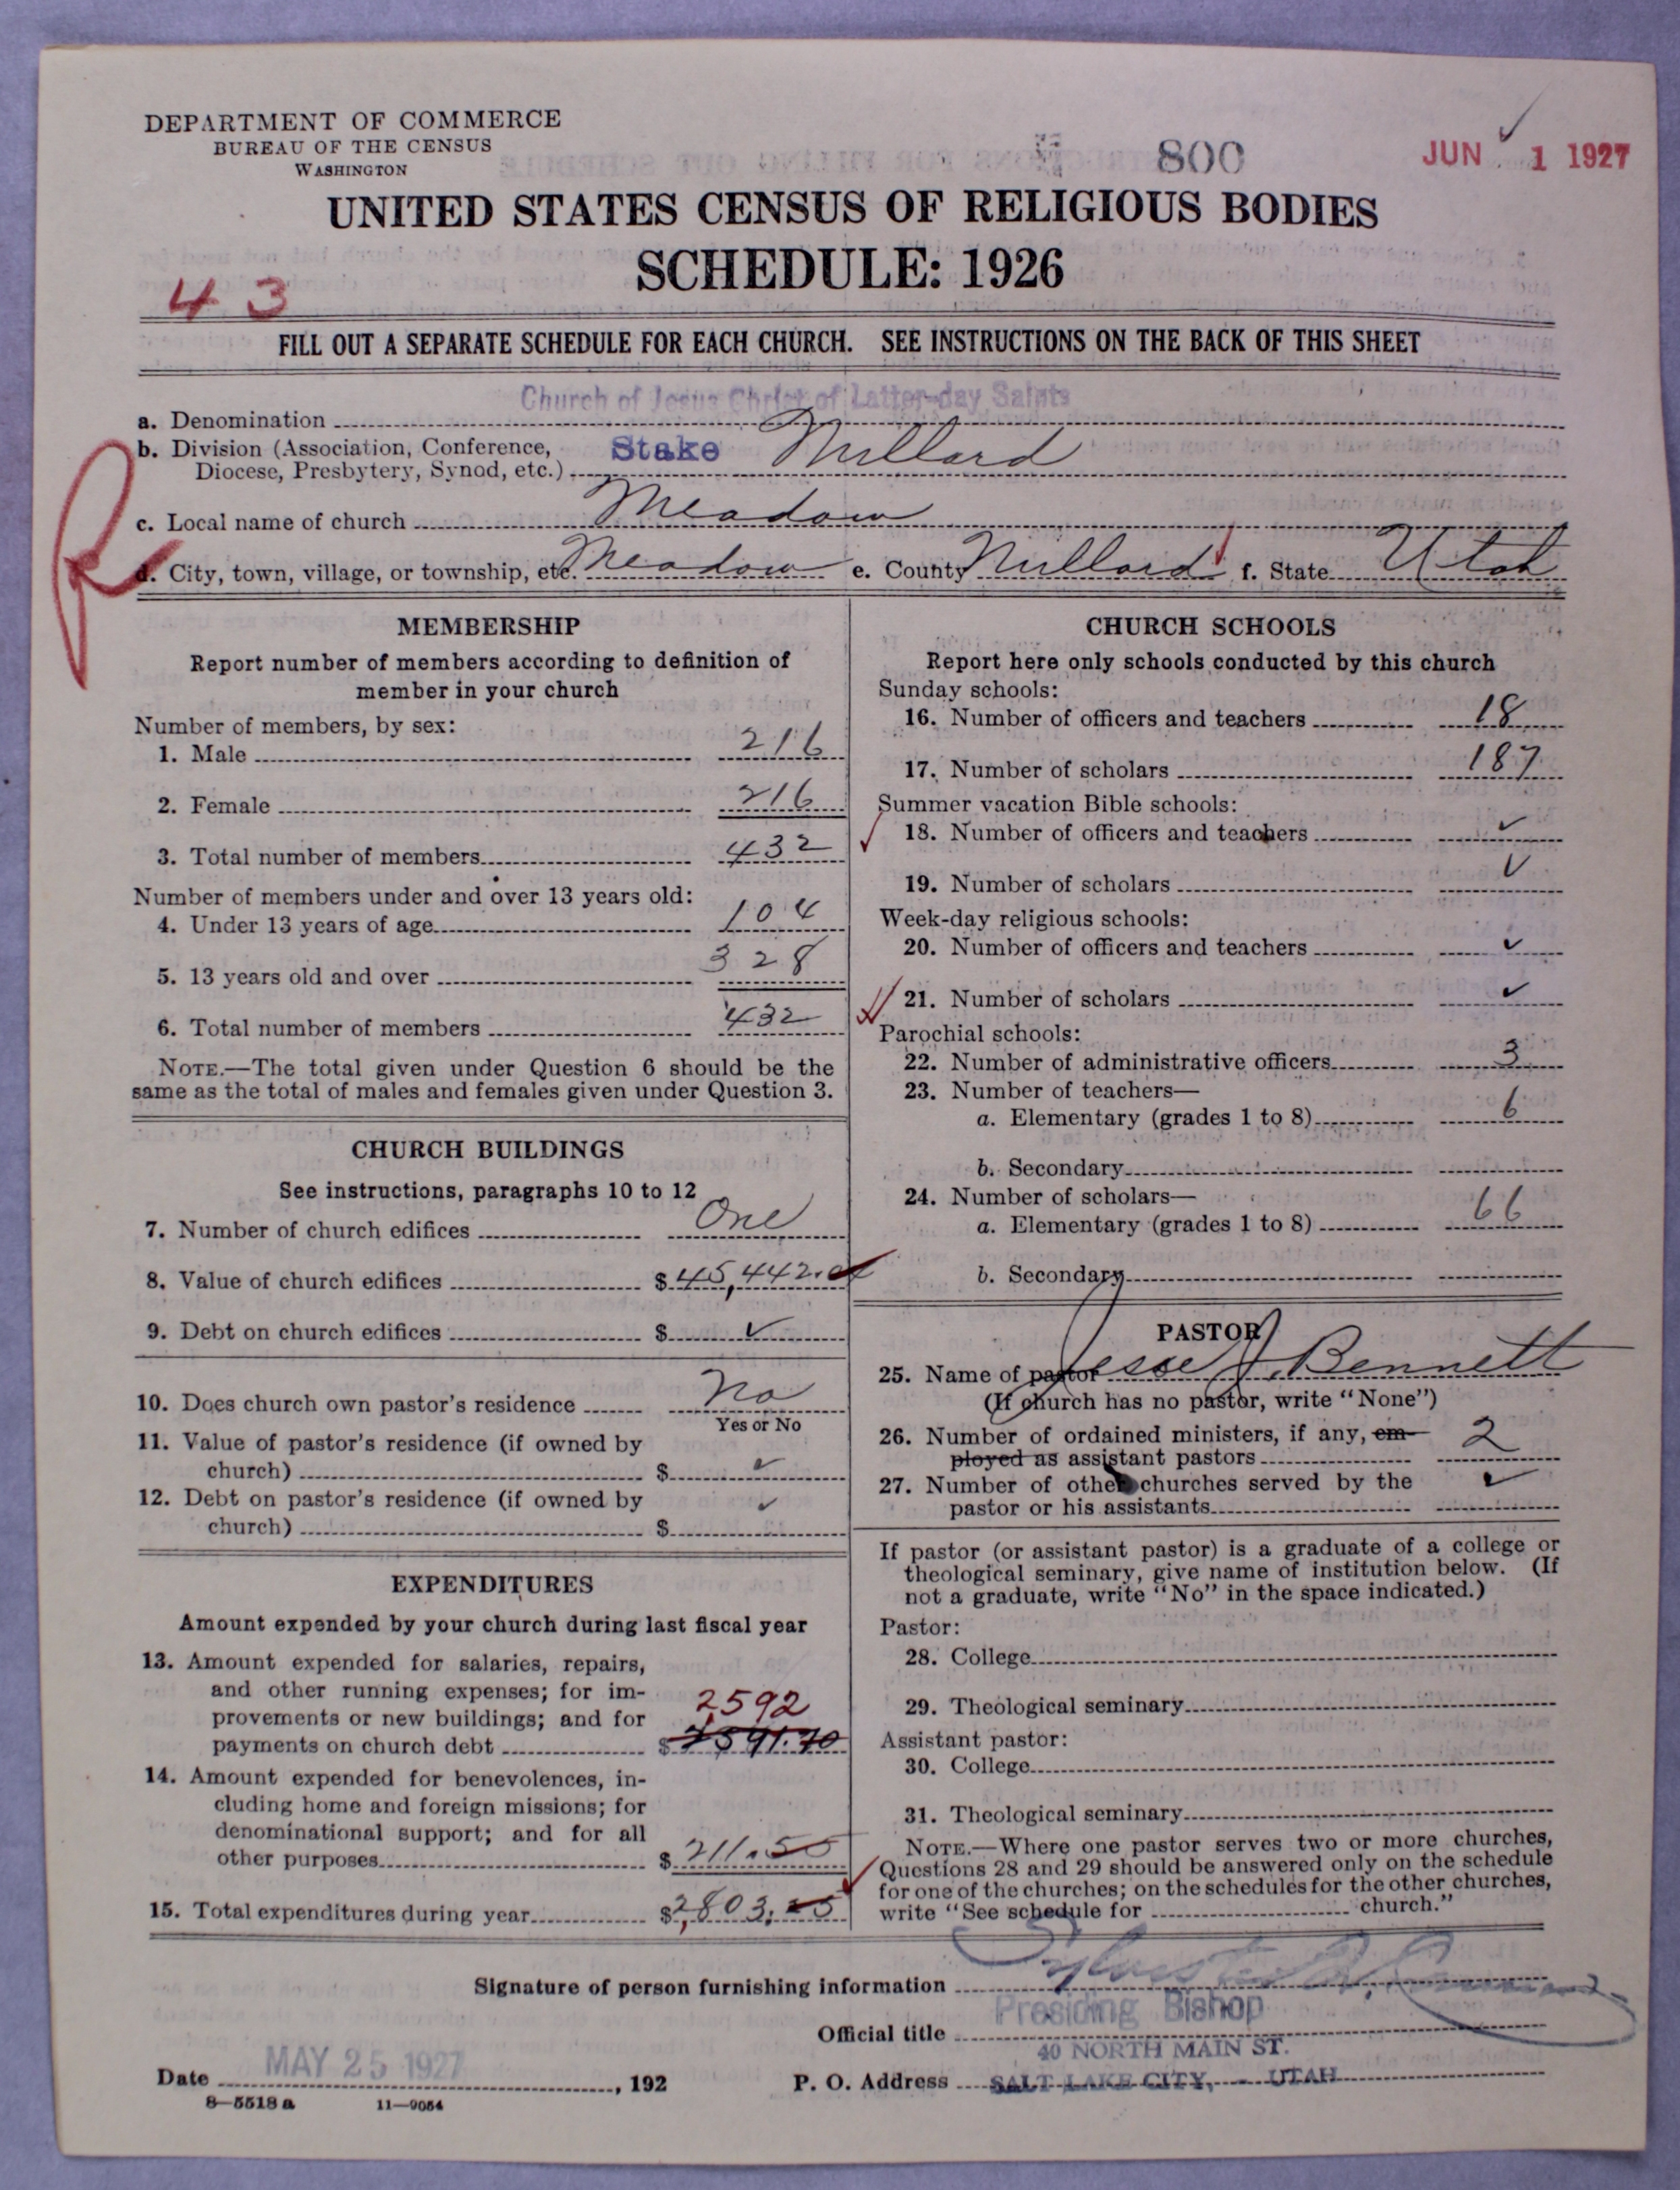 DEPARTMENT OF COMMERCE
BUREAU OF THE CENSUS
WASHINGTON
800
JUN 1 1927
UNITED STATES CENSUS OF RELIGIOUS BODIES
SCHEDULE: 1926
43
FILL OUT A SEPARATE SCHEDULE FOR EACH CHURCH. SEE INSTRUCTIONS ON THE BACK OF THIS SHEET
a. Denomination Church of Jesus Christ of Latter-day Saints
b. Division (Association, Conference,
Diocese, Presbytery, Synod, etc.) Stake Millard
c. Local name of church Meadow
d. City, town, village, or township, etc. Meadow e. County Millard f. State Utah
MEMBERSHIP
Report number of members according to definition of
member in your church
Number of members, by sex:
1. Male 216
2. Female 216
3. Total number of members 432
Number of members under and over 13 years old:
4. Under 13 years of age 104
5. 13 years old and over 328
6. Total number of members 432
NOTE.—The total given under Question 6 should be the
same as the total of males and females given under Question 3.
CHURCH BUILDINGS
See instructions, paragraphs 10 to 12
7. Number of church edifices One
8. Value of church edifices $45,442.
9. Debt on church edifices $ ✓
10. Does church own pastor's residence No
Yes or No
11. Value of pastor's residence (if owned by
church) $ ✓
12. Debt on pastor's residence (if owned by
church) $ ✓
EXPENDITURES
Amount expended by your church during last fiscal year
13. Amount expended for salaries, repairs,
and other running expenses; for im-
provements or new buildings; and for
payments on church debt 2592
$2591.70
14. Amount expended for benevolences, in-
cluding home and foreign missions; for
denominational support; and for all
other purposes $211.55
15. Total expenditures during year $2,803.25
CHURCH SCHOOLS
Report here only schools conducted by this church
Sunday schools:
16. Number of officers and teachers 18
17. Number of scholars 187
Summer vacation Bible schools:
18. Number of officers and teachers ✓
19. Number of scholars ✓
Week-day religious schools:
20. Number of officers and teachers ✓
21. Number of scholars ✓
Parochial schools:
22. Number of administrative officers 3
23. Number of teachers—
a. Elementary (grades 1 to 8) 6
b. Secondary
24. Number of scholars—
a. Elementary (grades 1 to 8) 66
b. Secondary
PASTOR
25. Name of pastor Jesse J. Bennett
(If church has no pastor, write "None")
26. Number of ordained ministers, if any, em-
ployed as assistant pastors 2
27. Number of other churches served by the
pastor or his assistants ✓
If pastor (or assistant pastor) is a graduate of a college or
theological seminary, give name of institution below. (If
not a graduate, write "No" in the space indicated.)
Pastor:
28. College
29. Theological seminary
Assistant pastor:
30. College
31. Theological seminary
NOTE.—Where one pastor serves two or more churches,
Questions 28 and 29 should be answered only on the schedule
for one of the churches; on the schedules for the other churches,
write "See schedule for church."
Signature of person furnishing information Sylvester Q. Cannon
Official title Presiding Bishop
40 NORTH MAIN ST.
Date MAY 25 1927, 192 P. O. Address SALT LAKE CITY, - UTAH
8—5518 a 11—9054